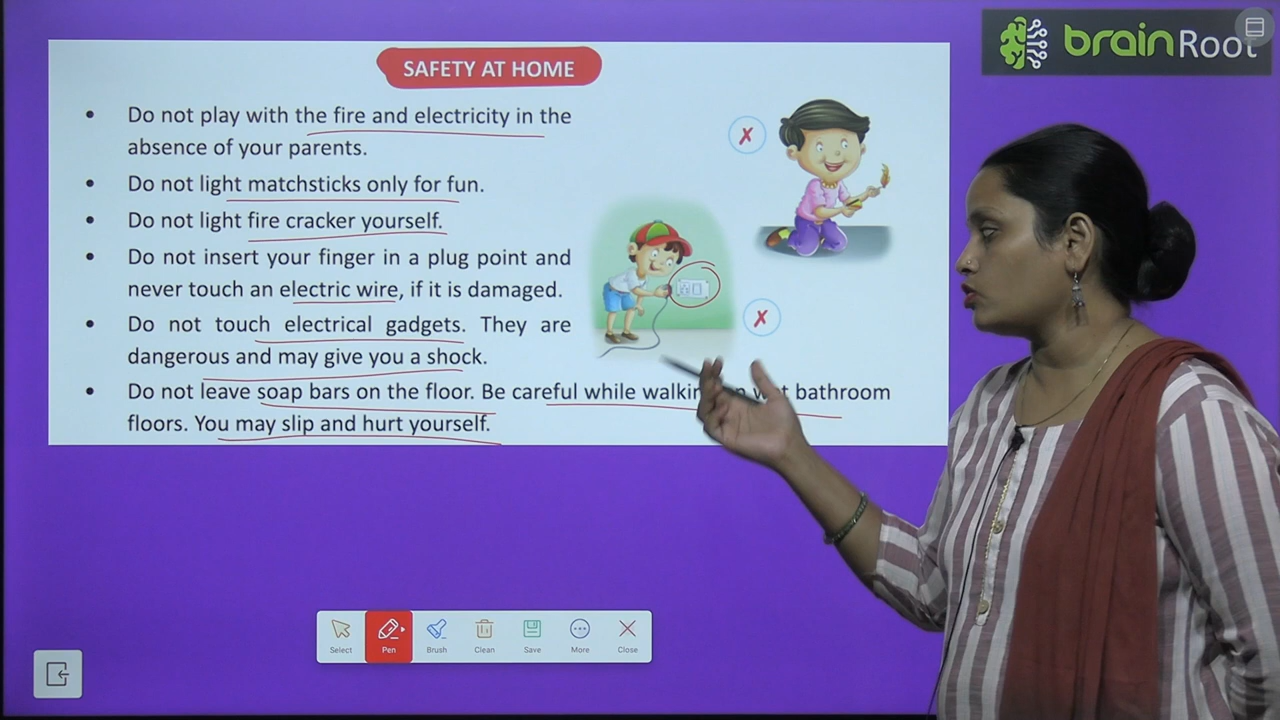 brainRoot
SAFETY AT HOME
• Do not play with the fire and electricity in the
absence of your parents.
• Do not light matchsticks only for fun.
• Do not light fire cracker yourself.
• Do not insert your finger in a plug point and
never touch an electric wire, if it is damaged.
• Do not touch electrical gadgets. They are
dangerous and may give you a shock.
• Do not leave soap bars on the floor. Be careful while bathroom
floors. You may slip and hurt yourself.
Select Pen Brush Clean Save More Close